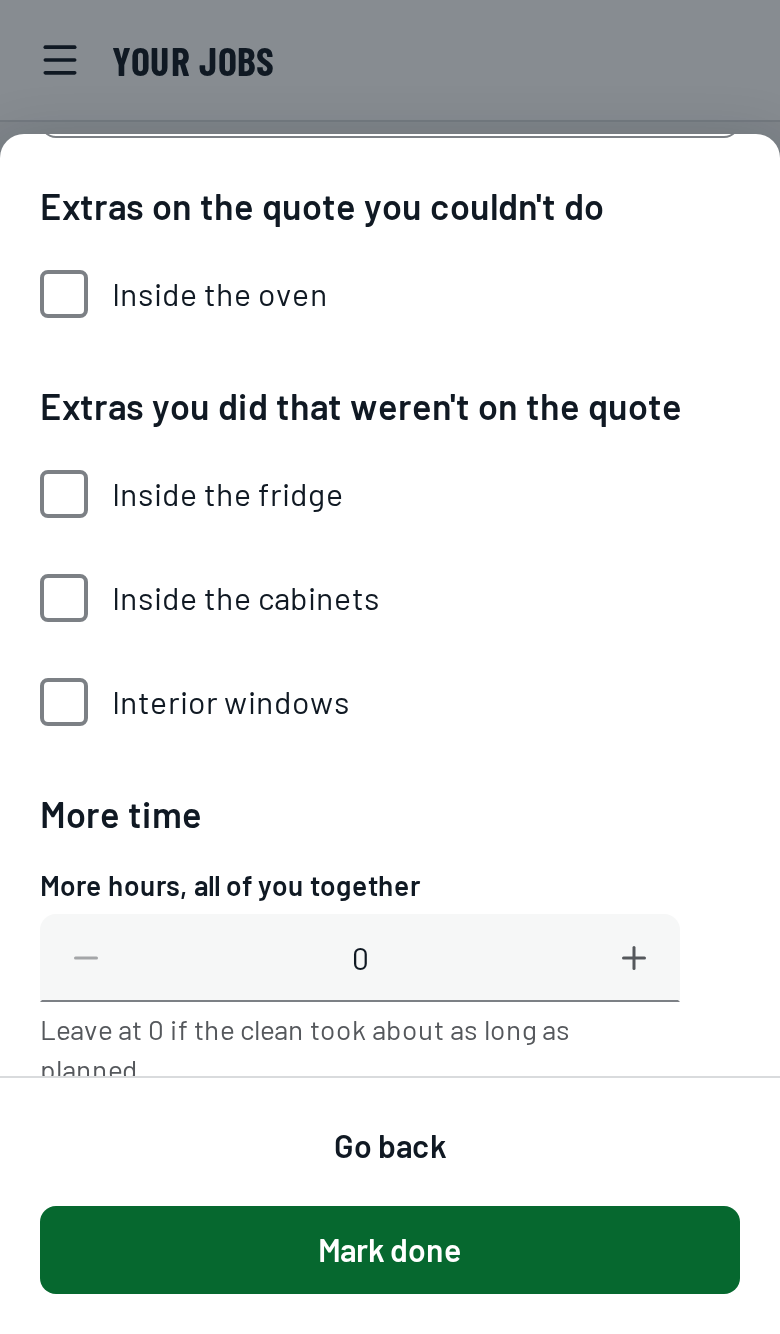 YOUR JOBS
Extras on the quote you couldn't do
Inside the oven
Extras you did that weren't on the quote
Inside the fridge
Inside the cabinets
Interior windows
More time
More hours, all of you together
0
Leave at 0 if the clean took about as long as
planned
Go back
Mark done